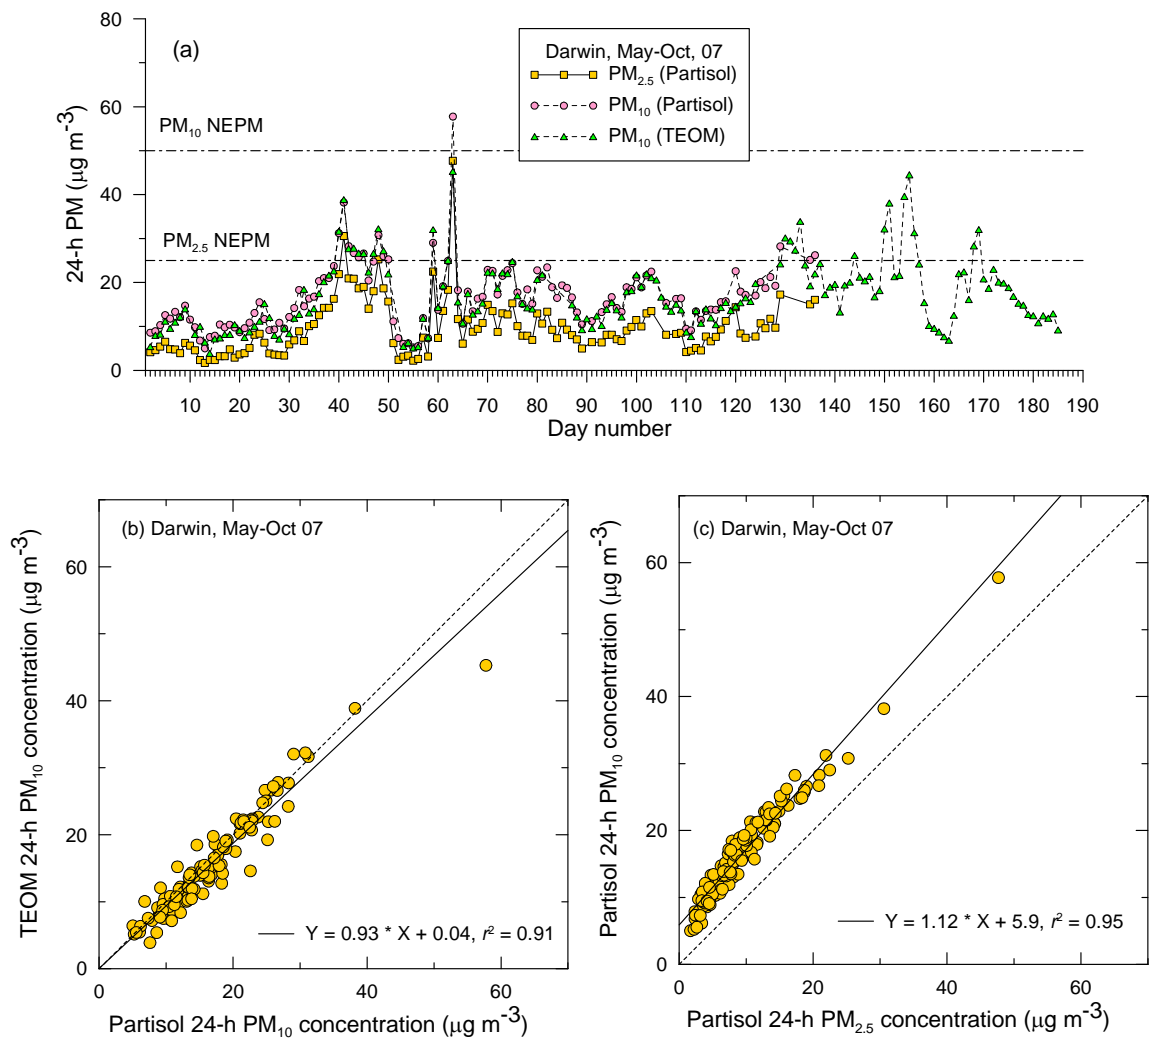 (a)
Darwin, May-Oct, 07
PM2.5 (Partisol)
PM10 (Partisol)
PM10 (TEOM)
PM10 NEPM
PM2.5 NEPM
24-h PM (μg m-3)
80
60
40
20
0
10 20 30 40 50 60 70 80 90 100 110 120 130 140 150 160 170 180 190
Day number
(b) Darwin, May-Oct 07
TEOM 24-h PM10 concentration (μg m-3)
60
40
20
0
Y = 0.93 * X + 0.04, r2 = 0.91
0 20 40 60
Partisol 24-h PM10 concentration (μg m-3)
(c) Darwin, May-Oct 07
Partisol 24-h PM10 concentration (μg m-3)
60
40
20
0
Y = 1.12 * X + 5.9, r2 = 0.95
0 20 40 60
Partisol 24-h PM2.5 concentration (μg m-3)